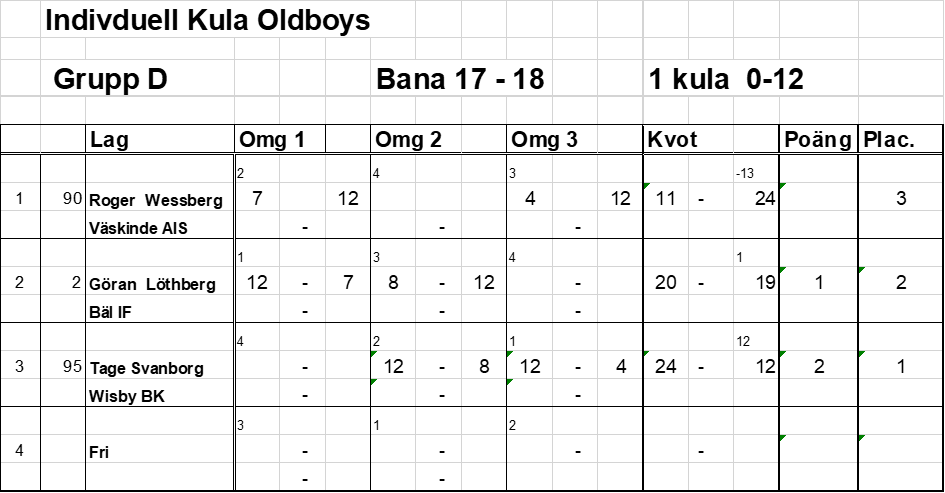 Indivduell Kula Oldboys
Grupp D Bana 17 - 18 1 kula 0-12
Lag Omg 1 Omg 2 Omg 3 Kvot Poäng Plac.
2 4 3 -13
1 90 Roger Wessberg 7 12 4 12 11 - 24 3
Väskinde AIS - - -
1 3 4 1
2 2 Göran Löthberg 12 - 7 8 - 12 - 20 - 19 1 2
Bäl IF - - -
4 2 1 12
3 95 Tage Svanborg - 12 - 8 12 - 4 24 - 12 2 1
Wisby BK - - -
3 1 2
4 Fri - - - -
- -